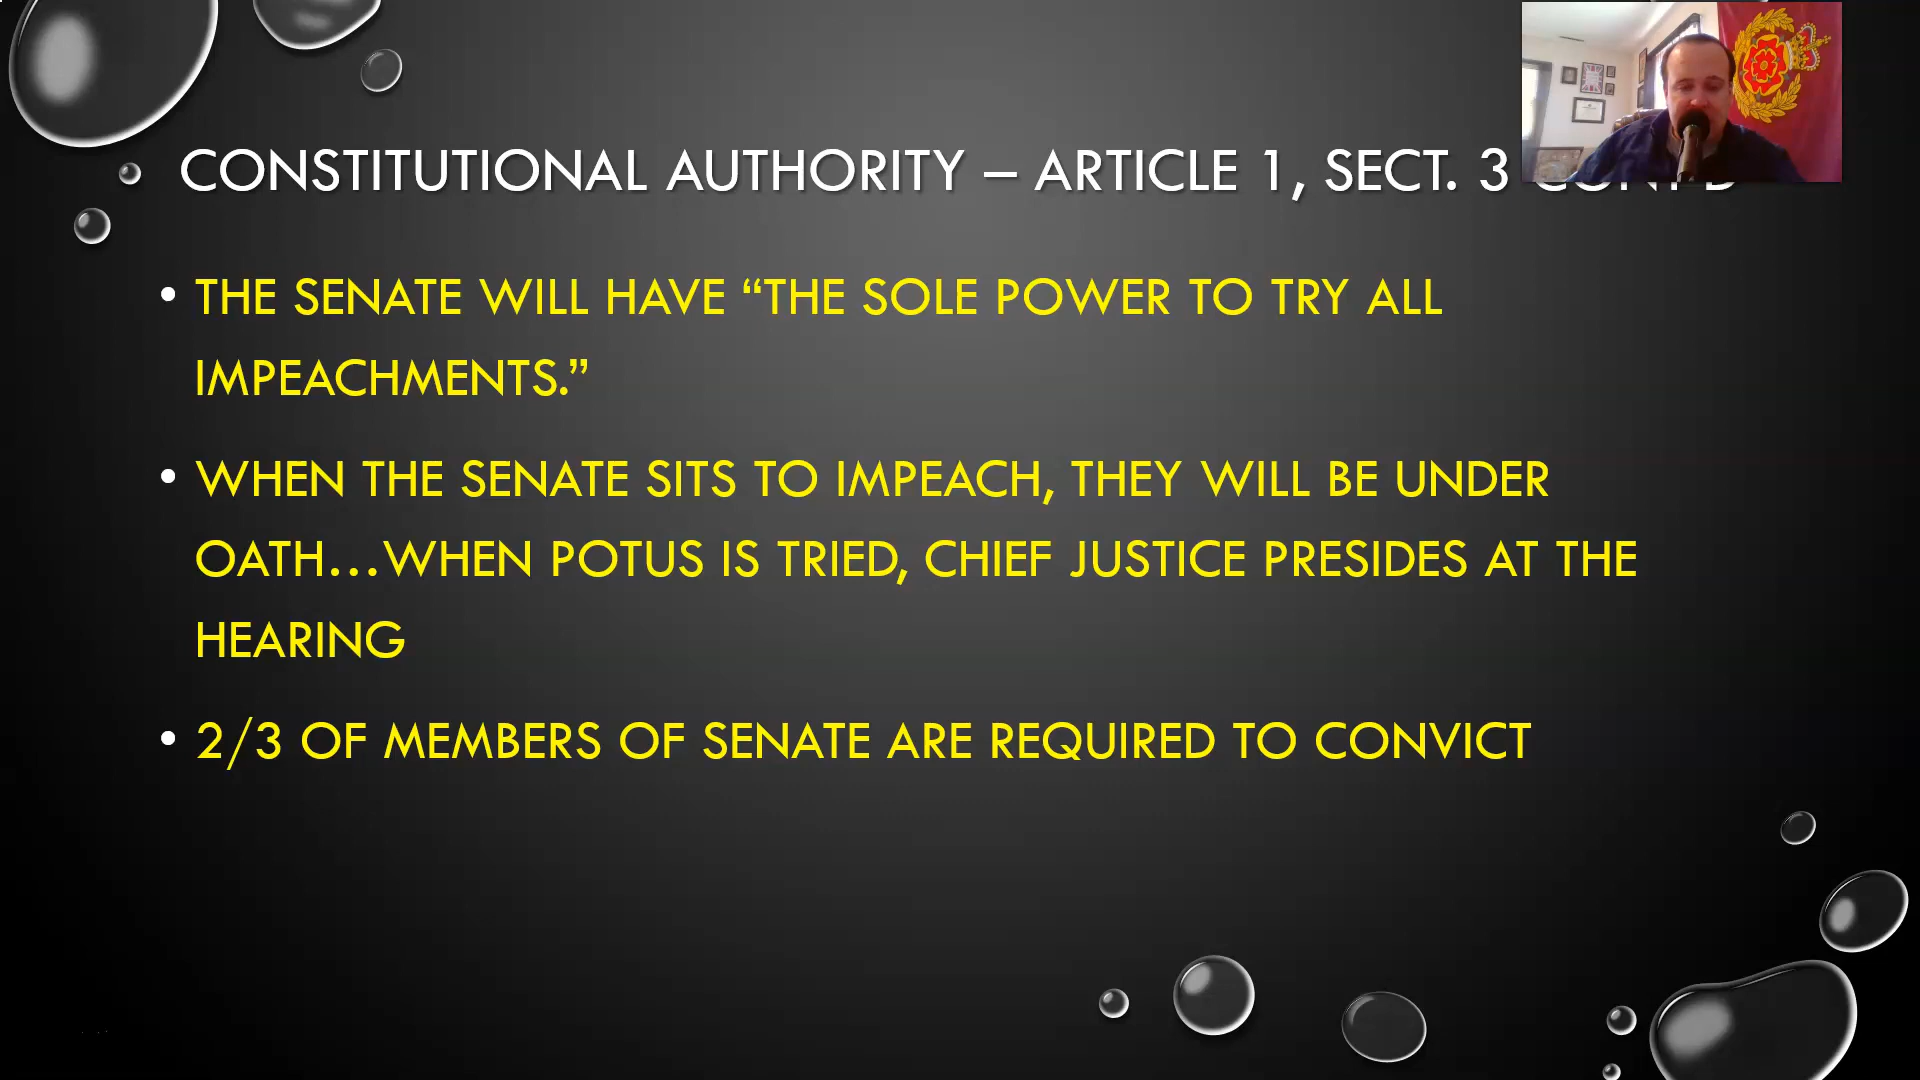 CONSTITUTIONAL AUTHORITY – ARTICLE 1, SECT. 3
• THE SENATE WILL HAVE “THE SOLE POWER TO TRY ALL
IMPEACHMENTS.”
• WHEN THE SENATE SITS TO IMPEACH, THEY WILL BE UNDER
OATH…WHEN POTUS IS TRIED, CHIEF JUSTICE PRESIDES AT THE
HEARING
• 2/3 OF MEMBERS OF SENATE ARE REQUIRED TO CONVICT